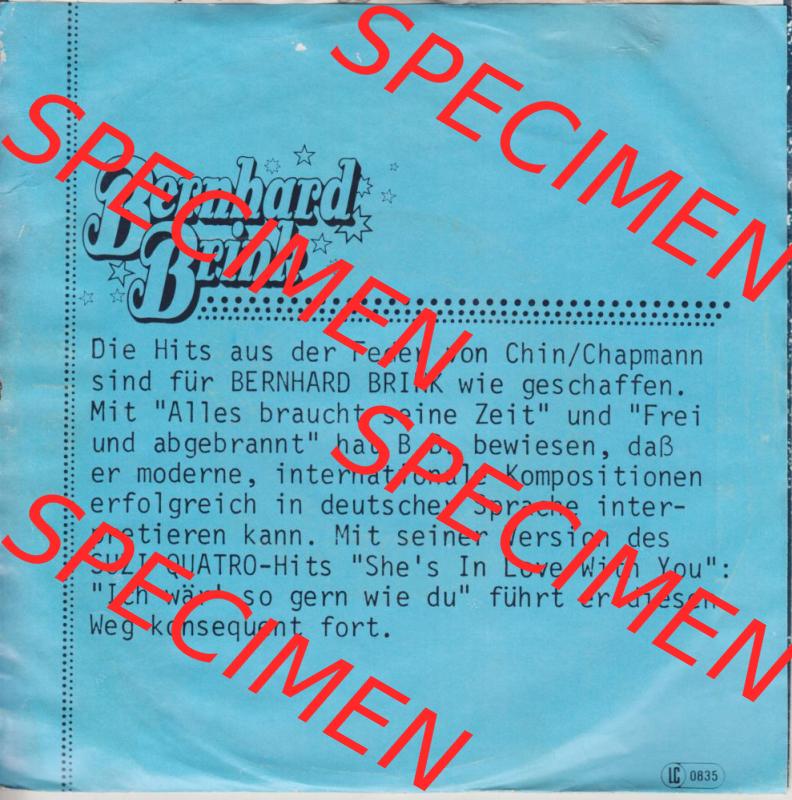 SPECIMEN
SPECIMEN
Bernhard
Brink
Die Hits aus der Feder von Chin/Chapmann
sind für BERNHARD BRINK wie geschaffen.
Mit "Alles braucht seine Zeit" und "Frei
und abgebrannt" hat B.B. bewiesen, daß
er moderne, internationale Kompositionen
erfolgreich in deutscher Sprache inter-
pretieren kann. Mit seiner Version des
SUZI QUATRO-Hits "She's In Love With You":
"Ich wär' so gern wie du" führt er diesen
Weg konsequent fort.
SPECIMEN
SPECIMEN
LC 0835